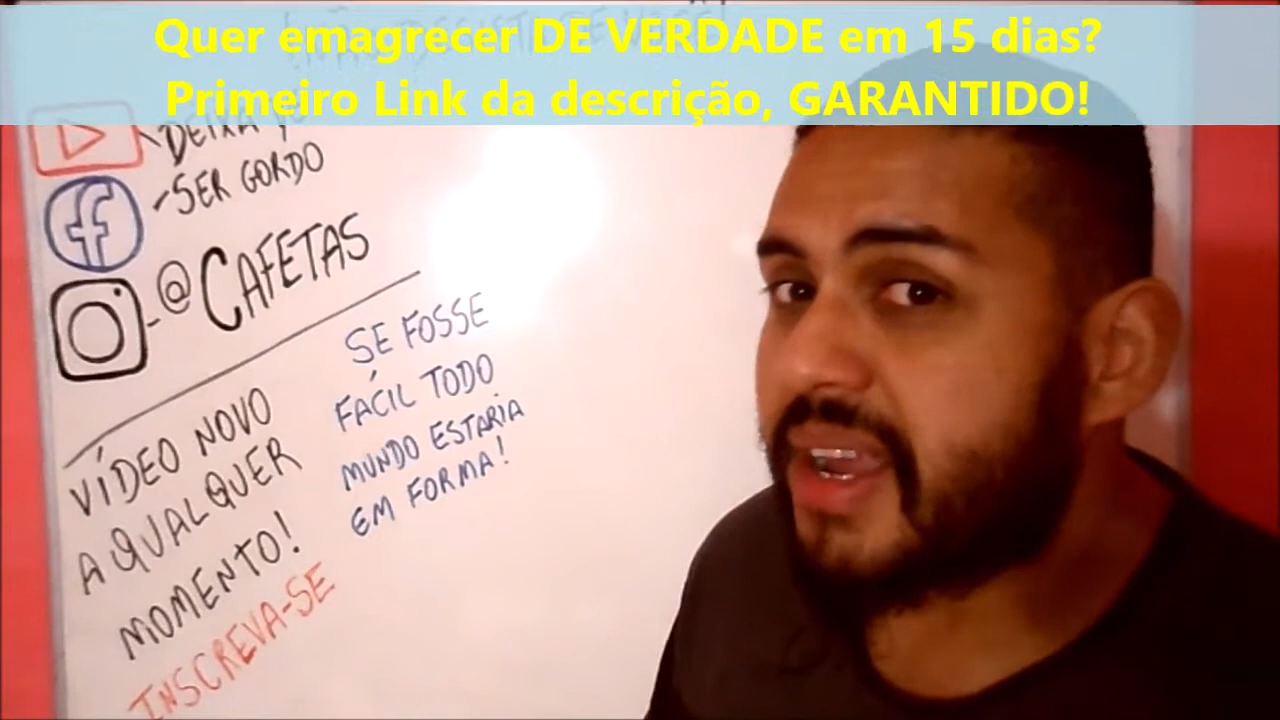 Quer emagrecer DE VERDADE em 15 dias?
Primeiro Link da descrição, GARANTIDO!
DEIXA
-SER GORDO
-@CAFETAS
SE FOSSE
FÁCIL TODO
MUNDO ESTARIA
EM FORMA!
VÍDEO NOVO
A QUALQUER
MOMENTO!
INSCREVA-SE